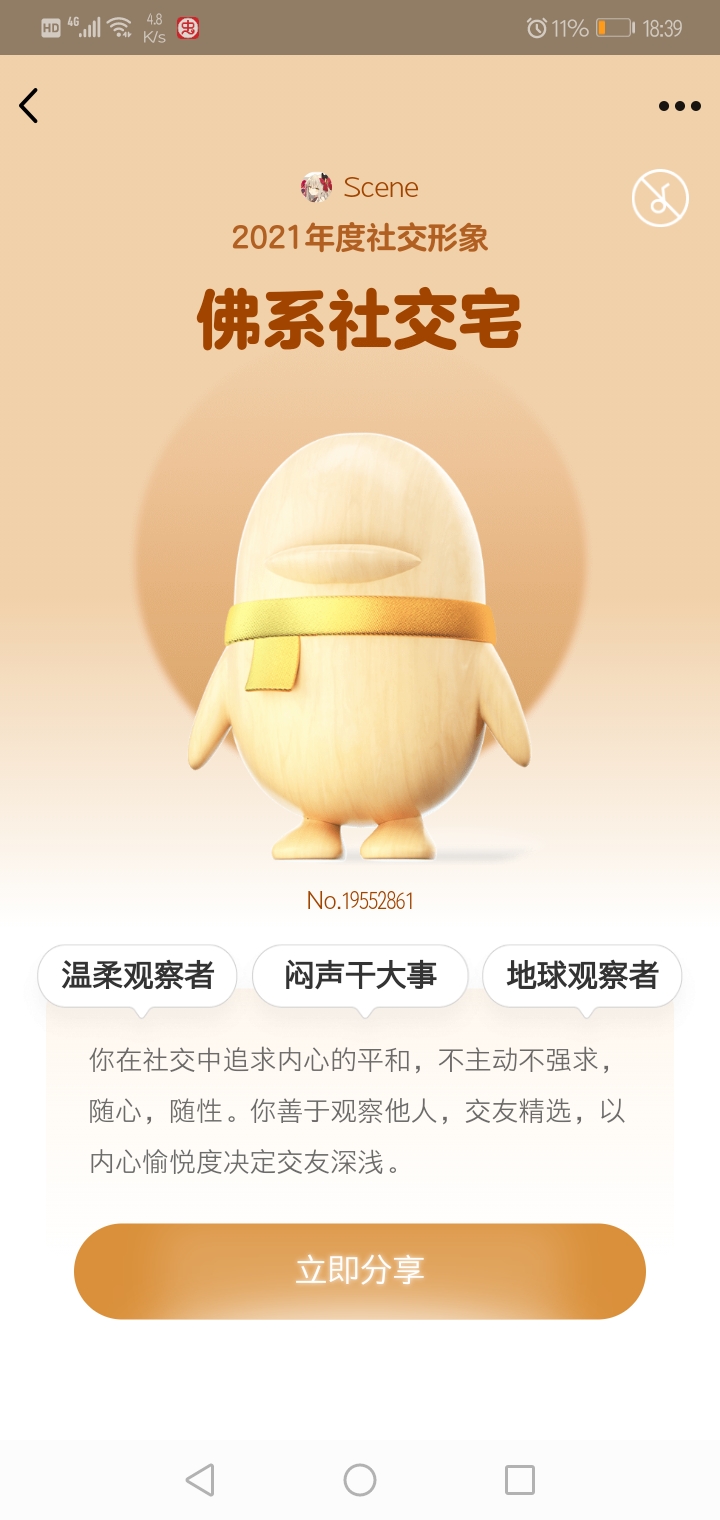 HD 4G 4.8 K/s 11% 18:39
Scene
2021年度社交形象
佛系社交宅
No.19552861
温柔观察者 闷声干大事 地球观察者
你在社交中追求内心的平和，不主动不强求，
随心，随性。你善于观察他人，交友精选，以
内心愉悦度决定交友深浅。
立即分享